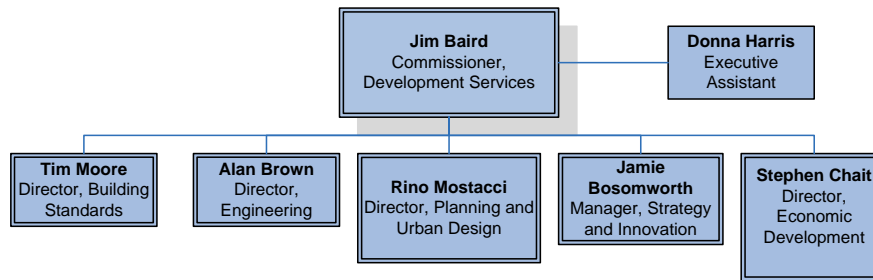 Jim Baird
Commissioner,
Development Services
Donna Harris
Executive
Assistant
Tim Moore
Director, Building
Standards
Alan Brown
Director,
Engineering
Rino Mostacci
Director, Planning and
Urban Design
Jamie
Bosomworth
Manager, Strategy
and Innovation
Stephen Chait
Director,
Economic
Development